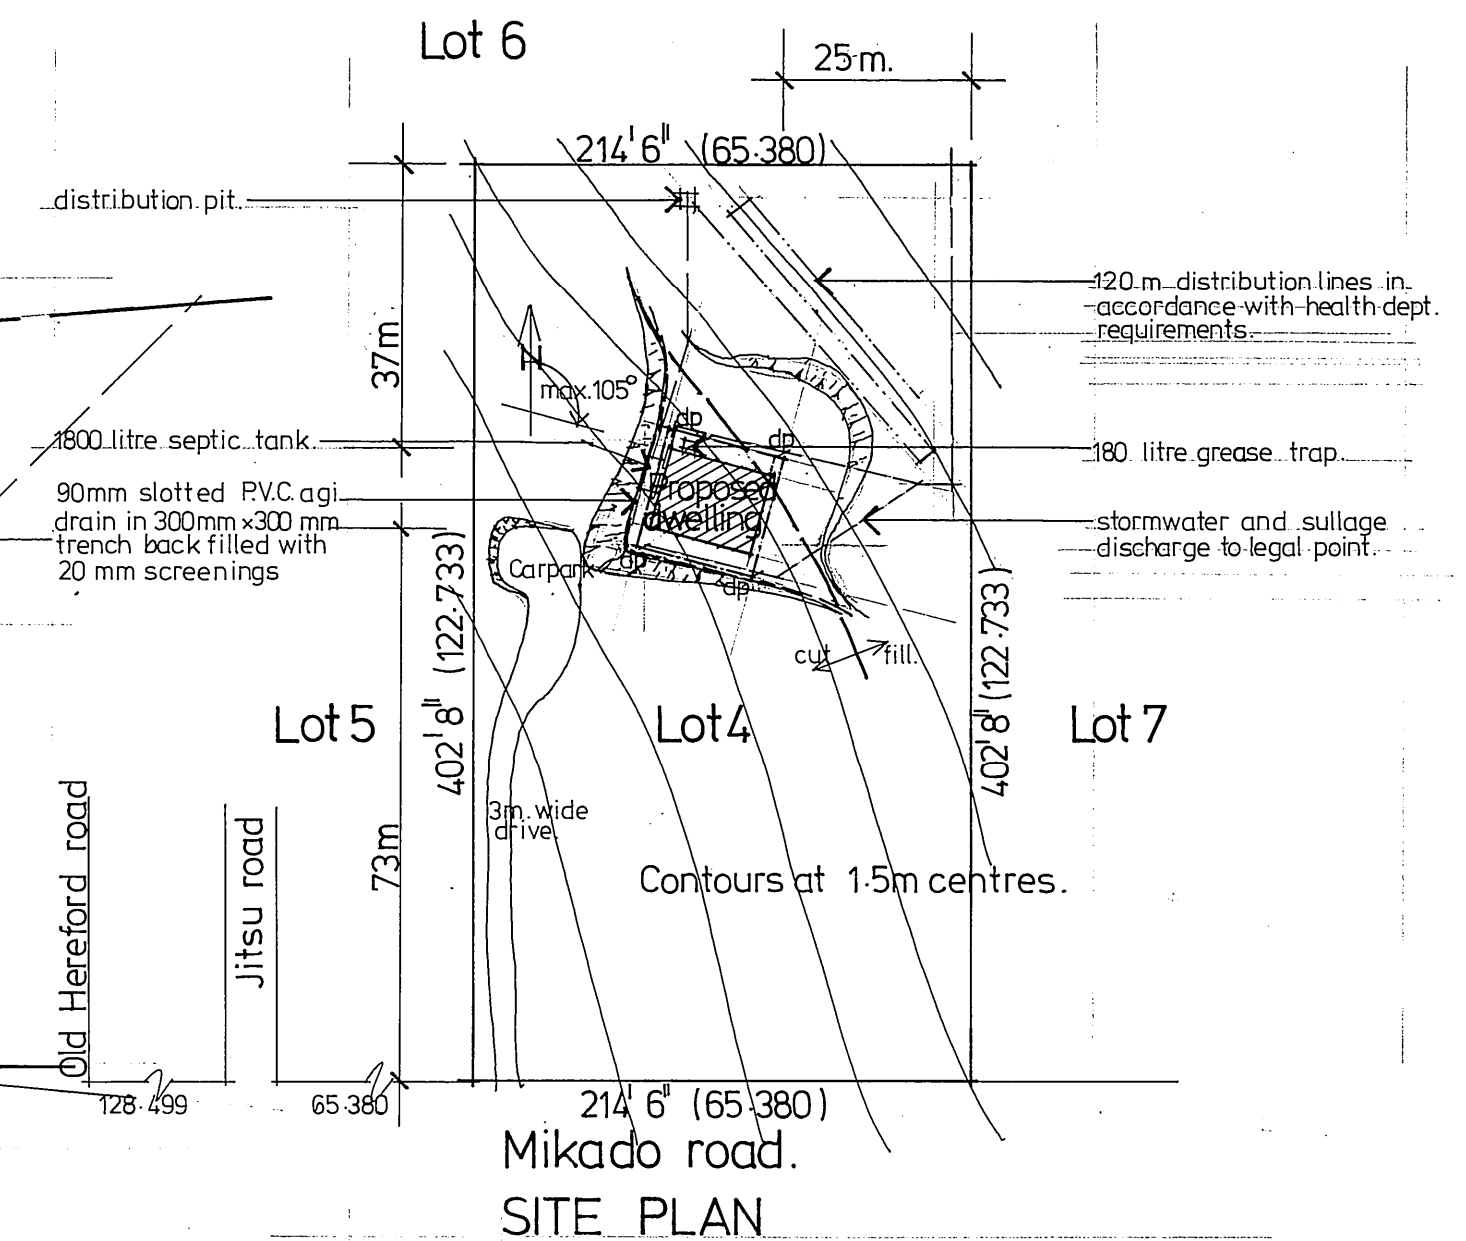 Lot 6
25 m.
214' 6" (65·380)
distribution pit.
120 m distribution lines in
accordance with health dept.
requirements.
37m
max.105°
dp
dp
1800 litre septic tank
180 litre grease trap.
90mm slotted P.V.C. agi
drain in 300mm x 300 mm
trench back filled with
20 mm screenings
Proposed
dwelling
stormwater and sullage
discharge to legal point.
Carpark
dp
dp
402' 8" (122·733)
402' 8" (122·733)
cut
fill.
Lot 5
Lot 4
Lot 7
3m. wide
drive.
73m
Contours at 1·5m centres.
Old Hereford road
Jitsu road
128·499
65·380
214' 6" (65·380)
Mikado road.
SITE PLAN